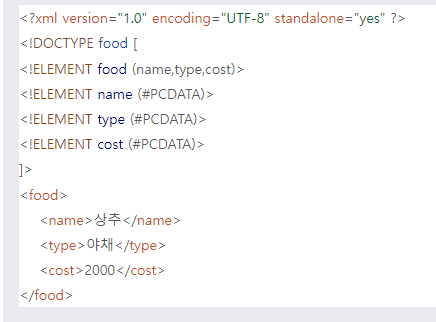 <?xml version="1.0" encoding="UTF-8" standalone="yes" ?>
<!DOCTYPE food [
<!ELEMENT food (name,type,cost)>
<!ELEMENT name (#PCDATA)>
<!ELEMENT type (#PCDATA)>
<!ELEMENT cost (#PCDATA)>
]>
<food>
<name>상추</name>
<type>야채</type>
<cost>2000</cost>
</food>